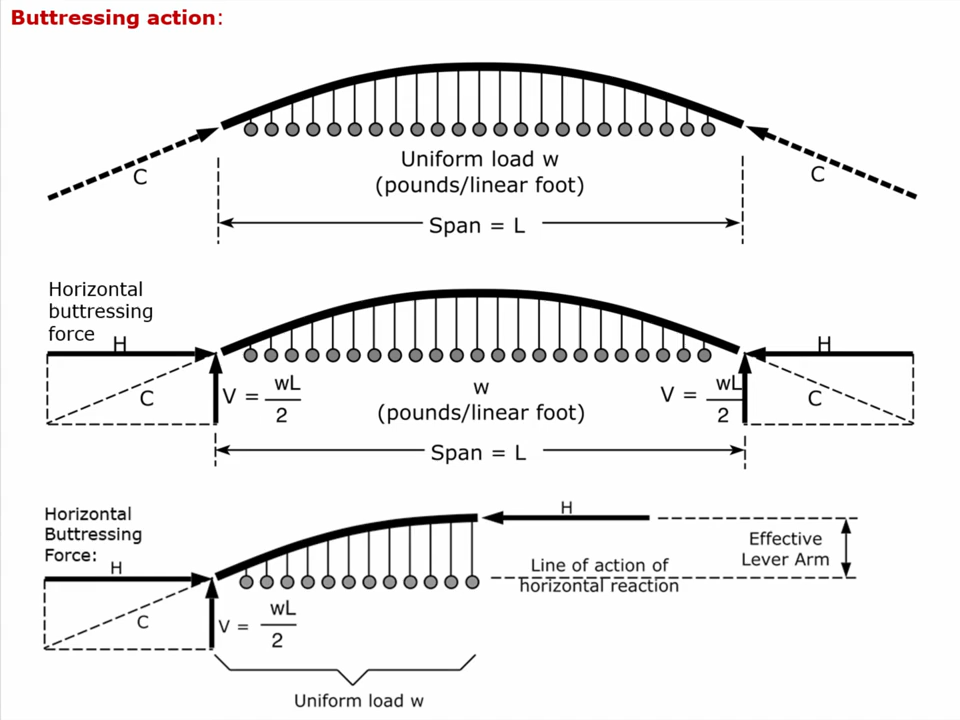 Buttressing action:
C
C
Uniform load w
(pounds/linear foot)
Span = L
Horizontal
buttressing
force
H
H
C
V = wL
2
w
(pounds/linear foot)
V = wL
2
C
Span = L
Horizontal
Buttressing
Force:
H
H
Effective
Lever Arm
Line of action of
horizontal reaction
C
V = wL
2
Uniform load w